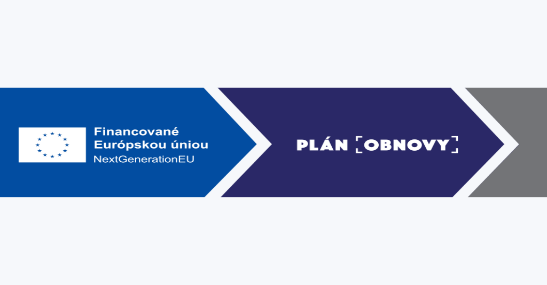 Financované
Európskou úniou
NextGenerationEU
PLÁN [OBNOVY]